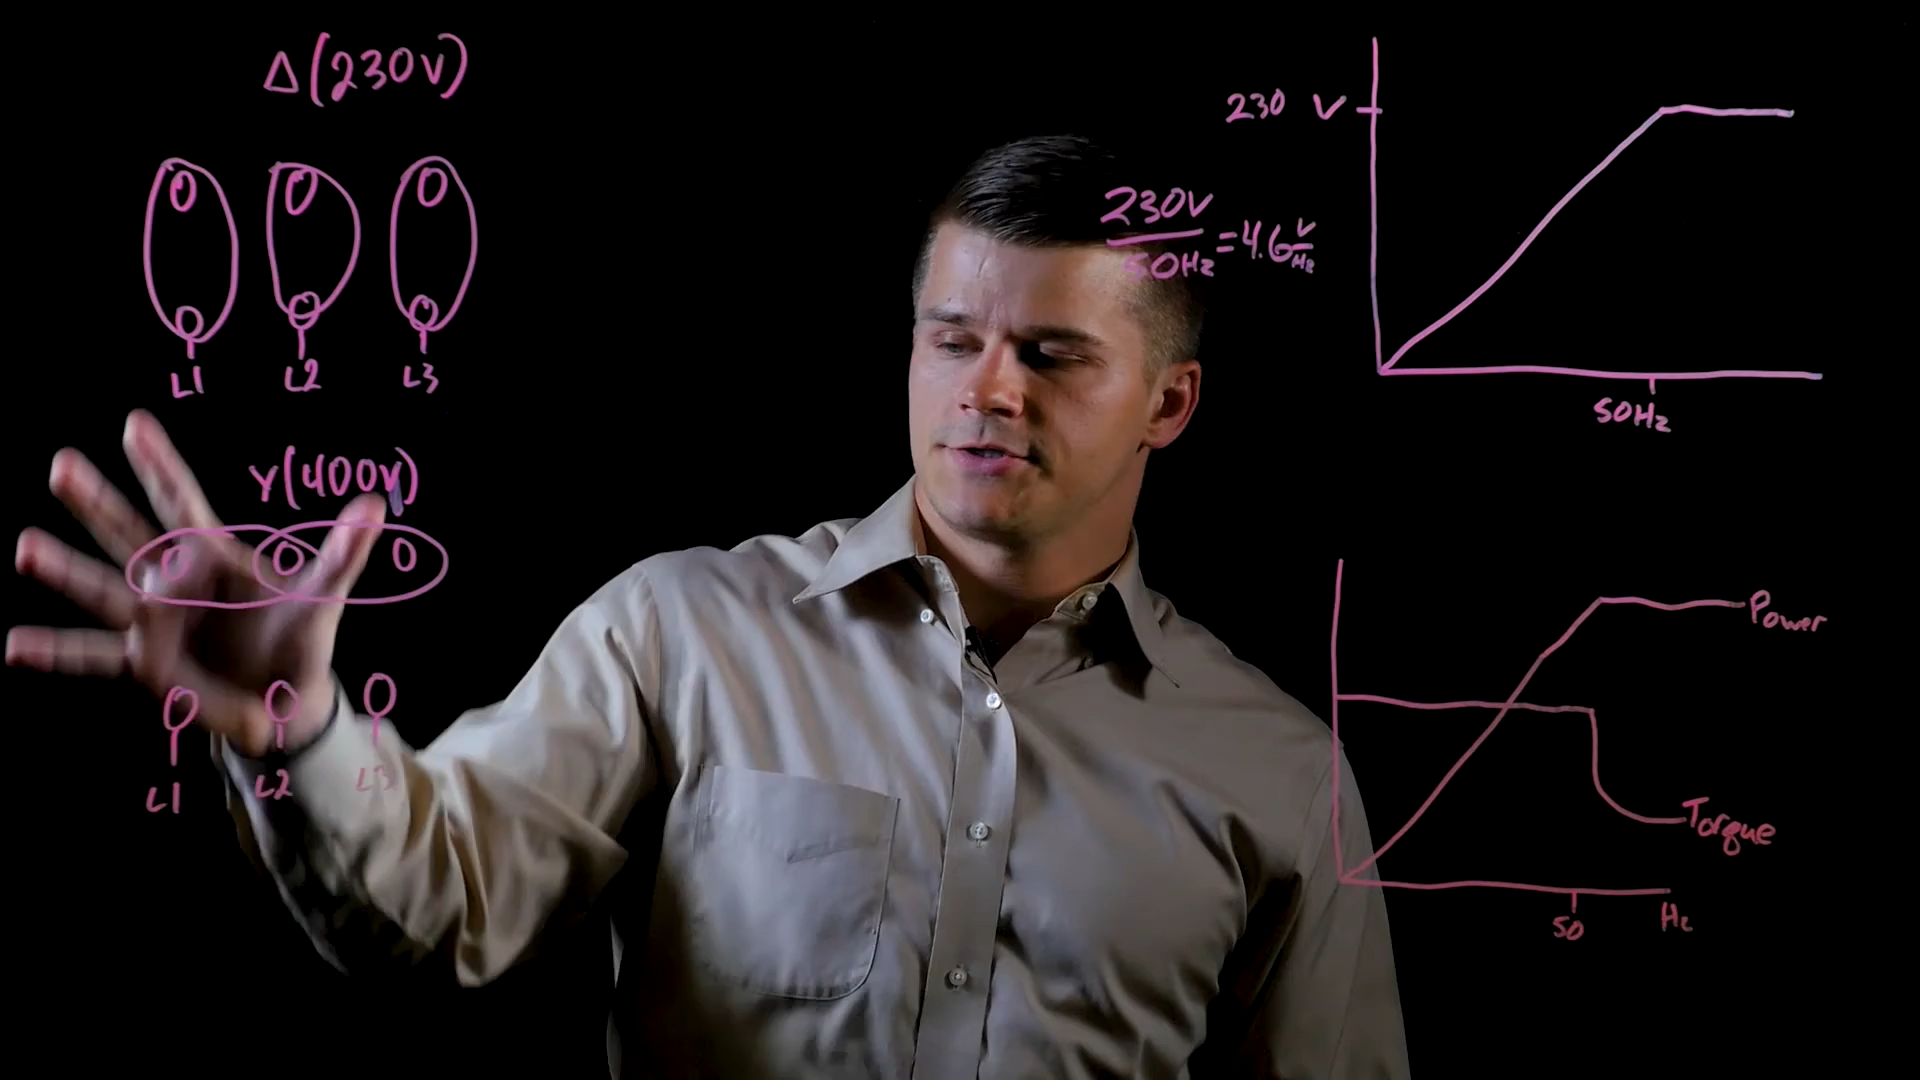 Δ(230V)
L1 L2 L3
Y(400V)
L1 L2 L3
230V
50Hz
=4.6 V
Hz
230 V
50Hz
Power
Torque
50 Hz